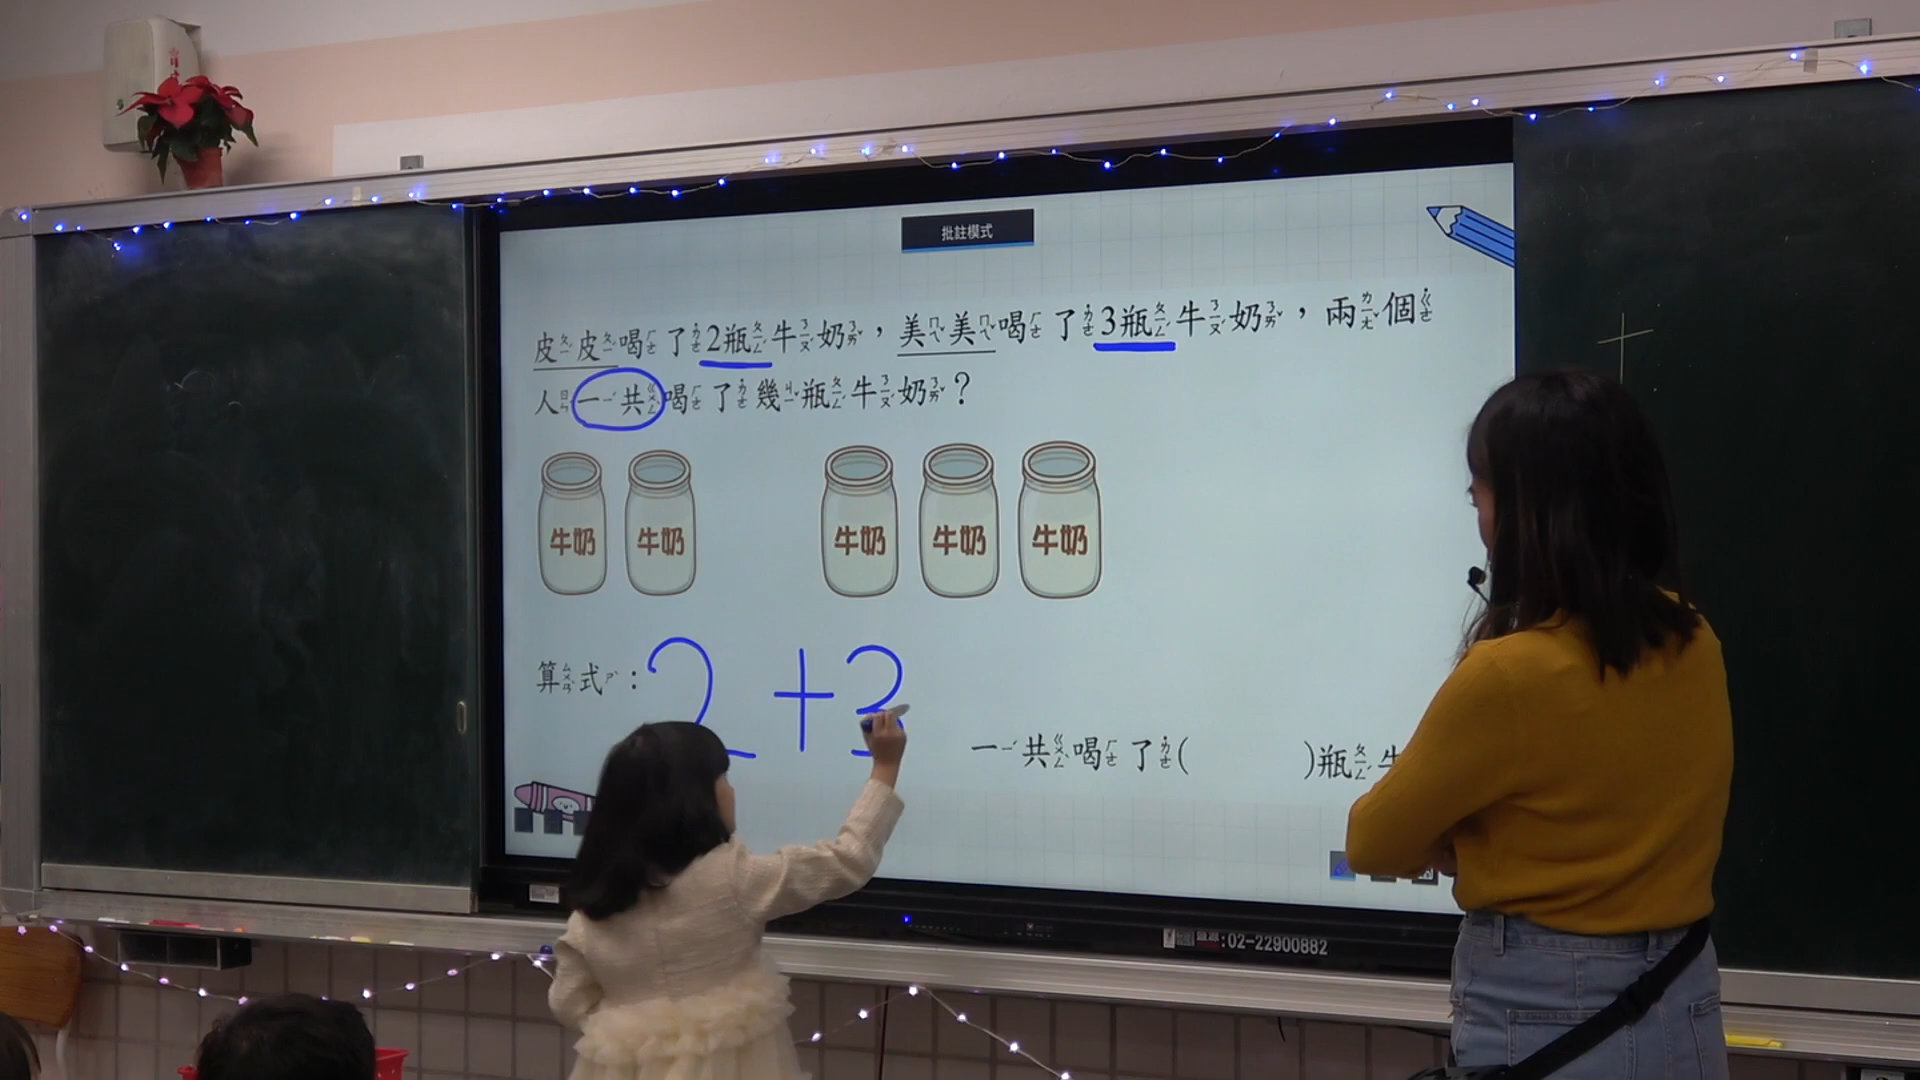 批註模式
皮皮喝了2瓶牛奶，美美喝了3瓶牛奶，兩個
人一共喝了幾瓶牛奶？
牛奶 牛奶 牛奶 牛奶 牛奶
算式：2+3
一共喝了( )瓶牛
:02-22900882